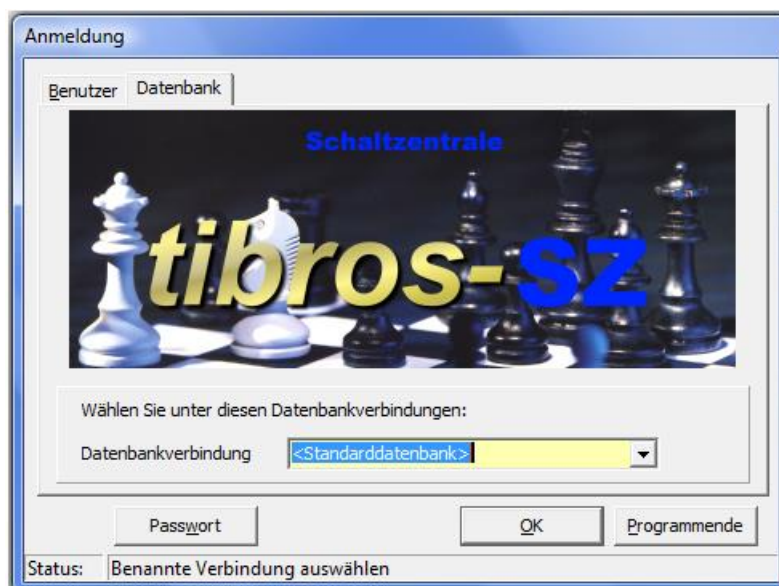 Anmeldung
Benutzer
Datenbank
Schaltzentrale
tibros-sz
Wählen Sie unter diesen Datenbankverbindungen:
Datenbankverbindung
<Standarddatenbank>
Passwort
OK
Programmende
Status:
Benannte Verbindung auswählen